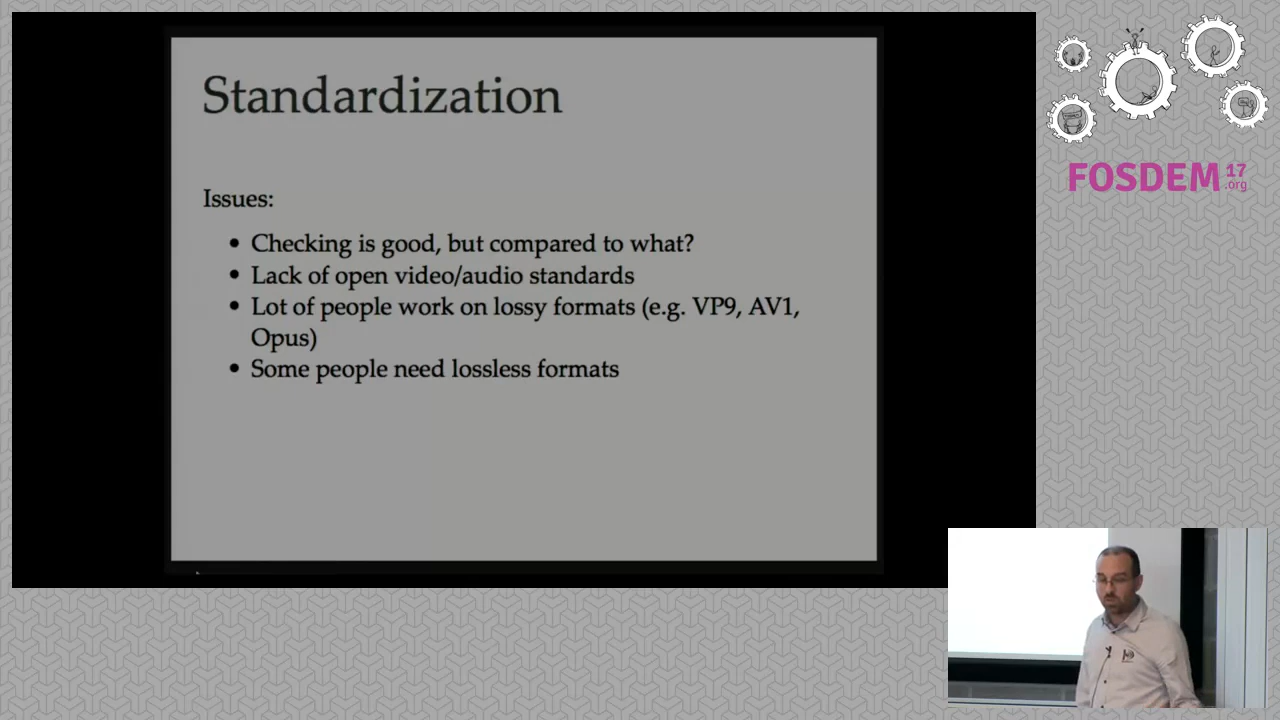 Standardization
Issues:
• Checking is good, but compared to what?
• Lack of open video/audio standards
• Lot of people work on lossy formats (e.g. VP9, AV1,
Opus)
• Some people need lossless formats
FOSDEM 17
.org